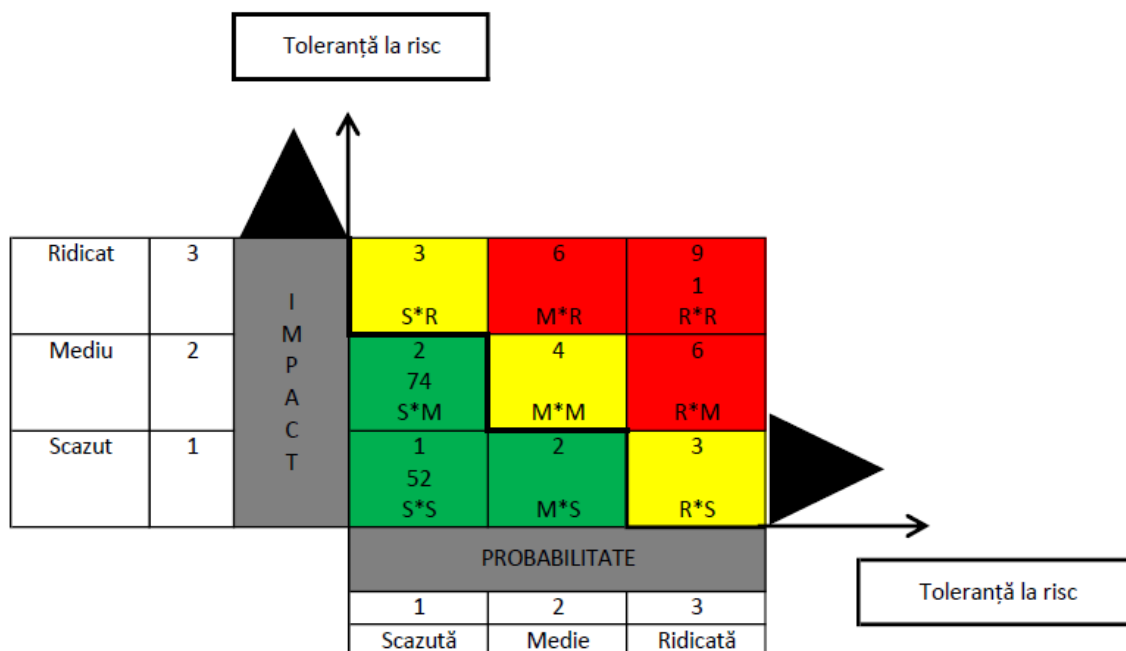 Toleranță la risc
Ridicat 3 3 6 9
1
S*R M*R R*R
Mediu 2 2 4 6
74
S*M M*M R*M
Scazut 1 1 2 3
52
S*S M*S R*S
I
M
P
A
C
T
PROBABILITATE
1 2 3
Scazută Medie Ridicată
Toleranță la risc